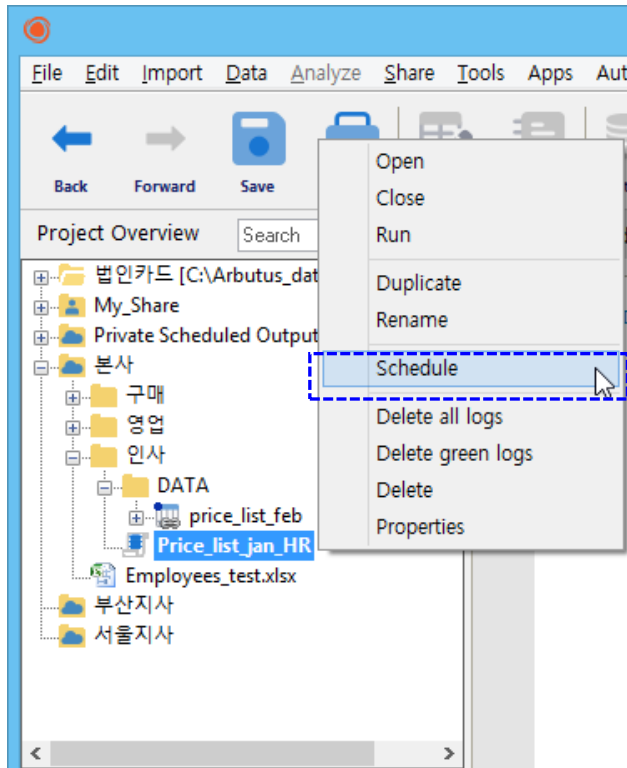 File Edit Import Data Analyze Share Tools Apps Aut
Back Forward Save
Project Overview Search
Open
Close
Run
Duplicate
Rename
Schedule
Delete all logs
Delete green logs
Delete
Properties
법인카드 [C:\Arbutus_dat
My_Share
Private Scheduled Output
본사
구매
영업
인사
DATA
price_list_feb
Price_list_jan_HR
Employees_test.xlsx
부산지사
서울지사